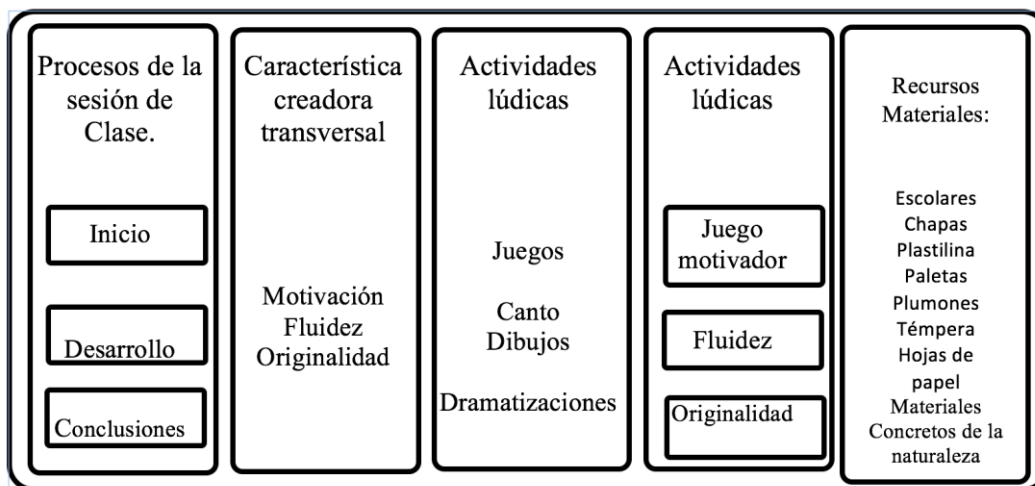 Procesos de la
sesión de
Clase.
Inicio
Desarrollo
Conclusiones
Característica
creadora
transversal
Motivación
Fluidez
Originalidad
Actividades
lúdicas
Juegos
Canto
Dibujos
Dramatizaciones
Actividades
lúdicas
Juego
motivador
Fluidez
Originalidad
Recursos
Materiales:
Escolares
Chapas
Plastilina
Paletas
Plumones
Témpera
Hojas de
papel
Materiales
Concretos de la
naturaleza